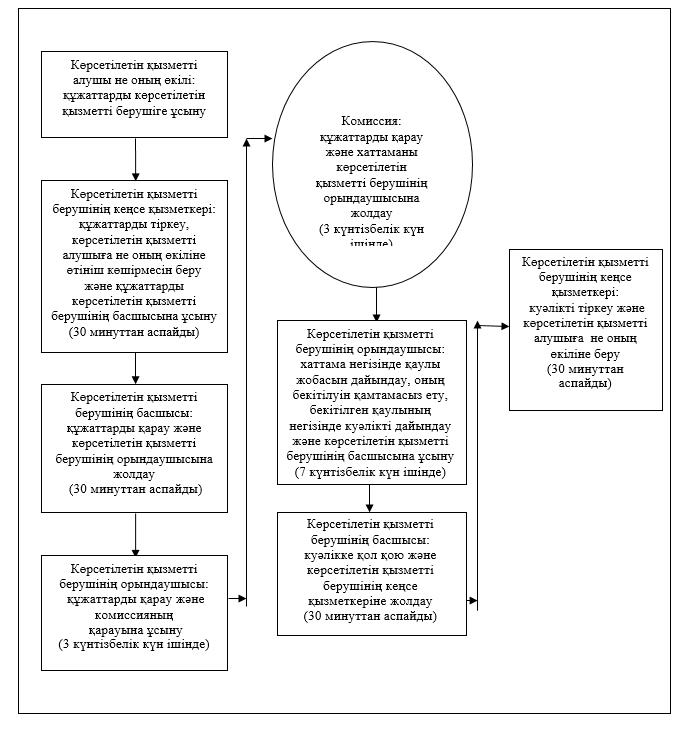 Көрсетілетін қызметті
алушы не оның өкілі:
құжаттарды көрсетілетін
қызметті берушіге ұсыну
Көрсетілетін қызметті
берушінің кеңсе қызметкері:
құжаттарды тіркеу,
көрсетілетін қызметті
алушыға не оның өкіліне
өтініш көшірмесін беру
және құжаттарды
көрсетілетін қызметті
берушінің басшысына ұсыну
(30 минуттан аспайды)
Көрсетілетін қызметті
берушінің басшысы:
құжаттарды қарау және
көрсетілетін қызметті
берушінің орындаушысына
жолдау
(30 минуттан аспайды)
Көрсетілетін қызметті
берушінің орындаушысы:
құжаттарды қарау және
комиссияның
қарауына ұсыну
(3 күнтізбелік күн ішінде)
Комиссия:
құжаттарды қарау
және хаттаманы
көрсетілетін
қызметті берушінің
орындаушысына
жолдау
(3 күнтізбелік күн
ішінде)
Көрсетілетін қызметті
берушінің орындаушысы:
хаттама негізінде қаулы
жобасын дайындау, оның
бекітілуін қамтамасыз ету,
бекітілген қаулының
негізінде куәлікті дайындау
және көрсетілетін қызметті
берушінің басшысына ұсыну
(7 күнтізбелік күн ішінде)
Көрсетілетін қызметті
берушінің басшысы:
куәлікке қол қою және
көрсетілетін қызметті
берушінің кеңсе
қызметкеріне жолдау
(30 минуттан аспайды)
Көрсетілетін қызметті
берушінің кеңсе
қызметкері:
куәлікті тіркеу және
көрсетілетін қызметті
алушыға не оның
өкіліне беру
(30 минуттан
аспайды)